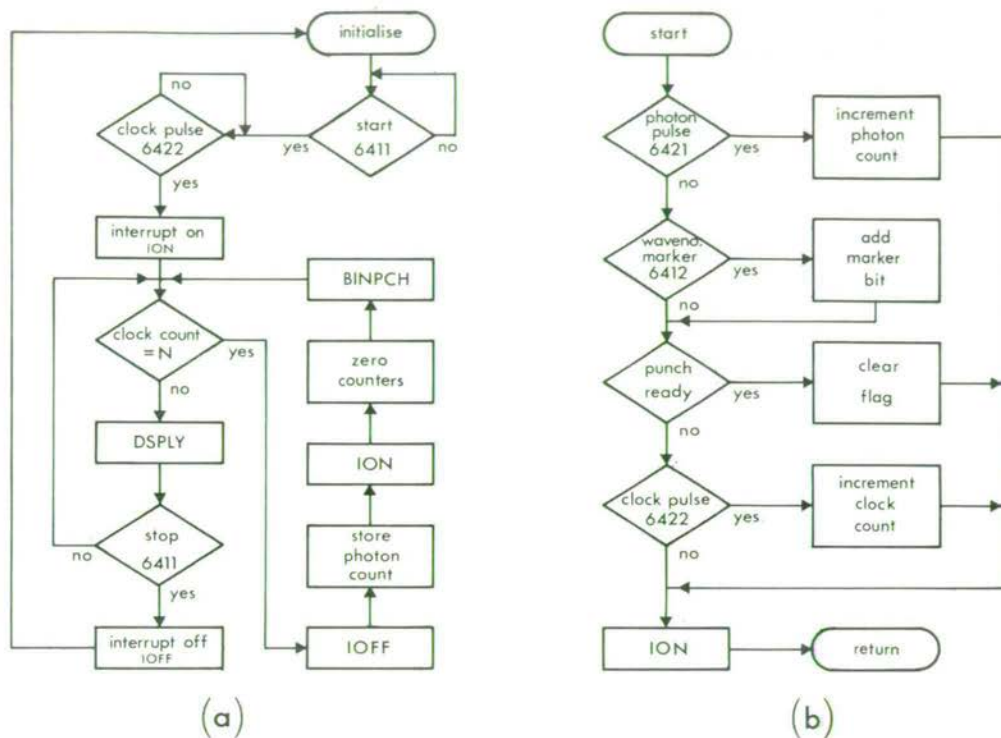 initialise
start
6411
no
yes
no
clock pulse
6422
yes
interrupt on
ION
clock count
=N
yes
no
DSPLY
stop
6411
no
yes
interrupt off
IOFF
BINPCH
zero
counters
ION
store
photon
count
IOFF
(a)
start
photon
pulse
6421
yes
no
increment
photon
count
waveno.
marker
6412
yes
no
add
marker
bit
punch
ready
yes
no
clear
flag
clock pulse
6422
yes
no
increment
clock
count
ION
return
(b)